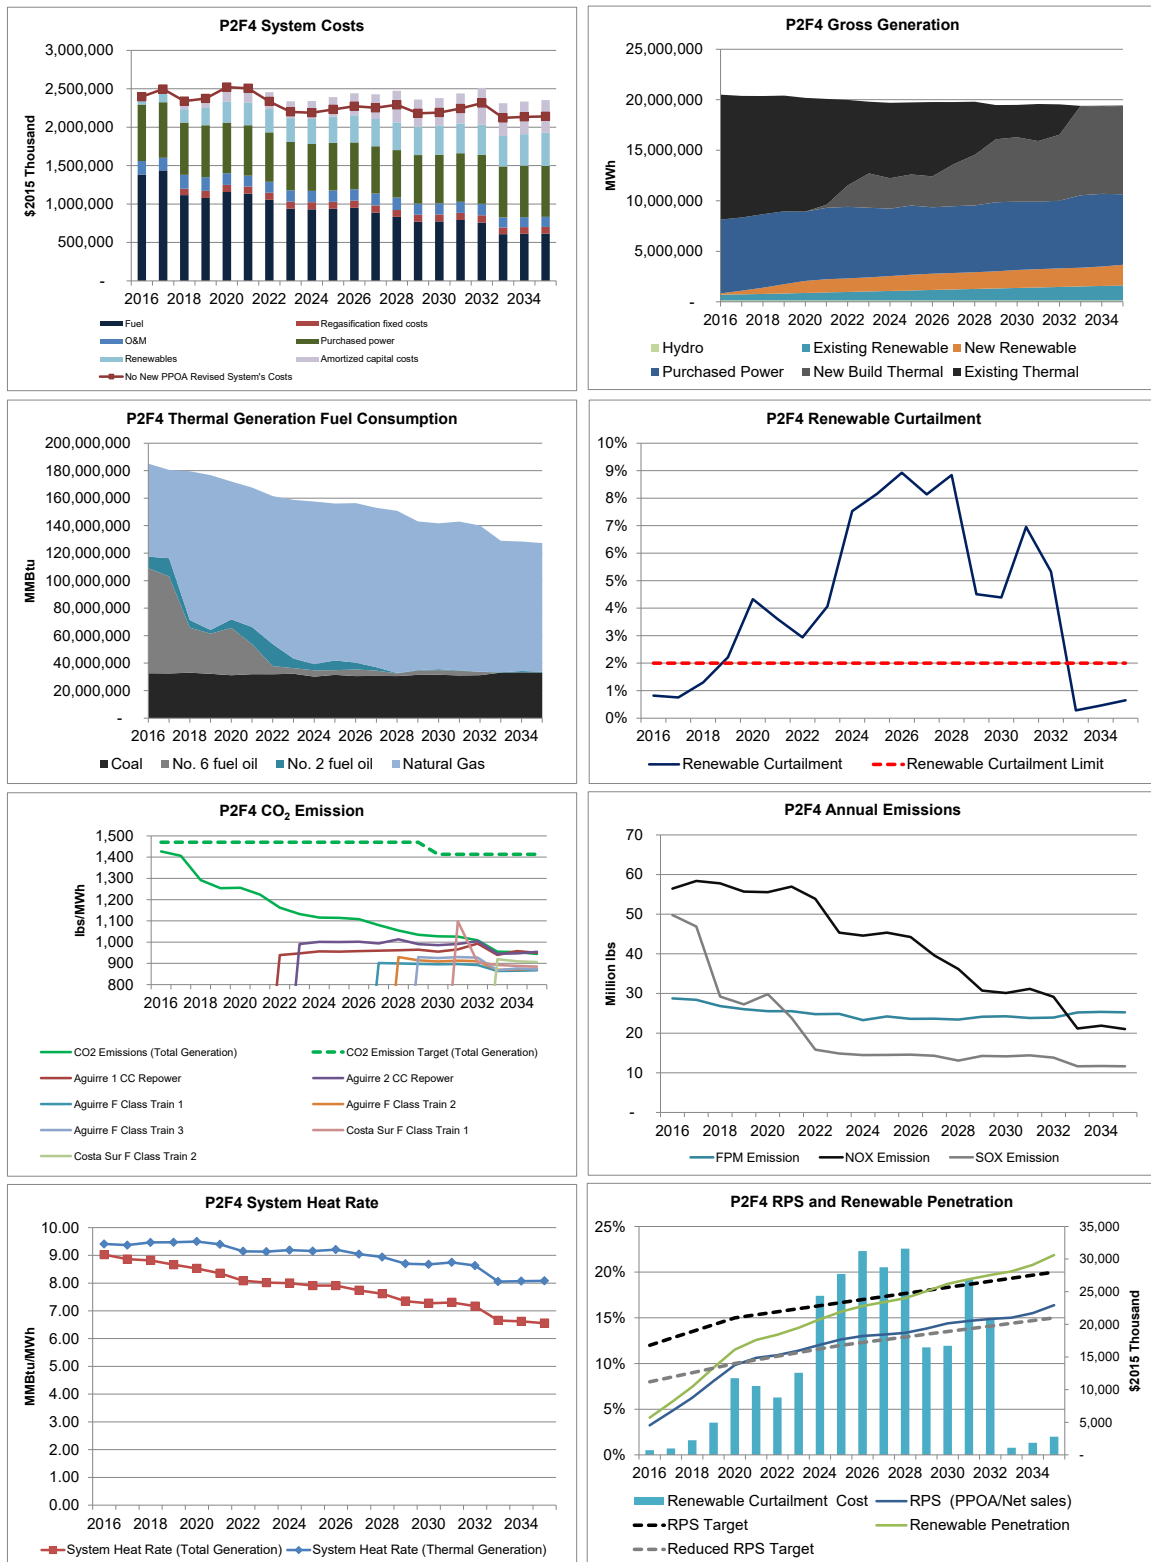 P2F4 System Costs
3,000,000
2,500,000
2,000,000
1,500,000
1,000,000
500,000
-
$2015 Thousand
2016 2018 2020 2022 2024 2026 2028 2030 2032 2034
Fuel
Regasification fixed costs
O&M
Purchased power
Renewables
Amortized capital costs
No New PPOA Revised System's Costs
P2F4 Gross Generation
25,000,000
20,000,000
15,000,000
10,000,000
5,000,000
-
MWh
2016 2018 2020 2022 2024 2026 2028 2030 2032 2034
Hydro Existing Renewable New Renewable
Purchased Power New Build Thermal Existing Thermal
P2F4 Thermal Generation Fuel Consumption
200,000,000
180,000,000
160,000,000
140,000,000
120,000,000
100,000,000
80,000,000
60,000,000
40,000,000
20,000,000
-
MMBtu
2016 2018 2020 2022 2024 2026 2028 2030 2032 2034
Coal No. 6 fuel oil No. 2 fuel oil Natural Gas
P2F4 Renewable Curtailment
10%
9%
8%
7%
6%
5%
4%
3%
2%
1%
0%
2016 2018 2020 2022 2024 2026 2028 2030 2032 2034
Renewable Curtailment Renewable Curtailment Limit
P2F4 CO2 Emission
1,500
1,400
1,300
1,200
1,100
1,000
900
800
lbs/MWh
2016 2018 2020 2022 2024 2026 2028 2030 2032 2034
CO2 Emissions (Total Generation)
CO2 Emission Target (Total Generation)
Aguirre 1 CC Repower
Aguirre 2 CC Repower
Aguirre F Class Train 1
Aguirre F Class Train 2
Aguirre F Class Train 3
Costa Sur F Class Train 1
Costa Sur F Class Train 2
P2F4 Annual Emissions
70
60
50
40
30
20
10
-
Million lbs
2016 2018 2020 2022 2024 2026 2028 2030 2032 2034
FPM Emission NOX Emission SOX Emission
P2F4 System Heat Rate
10.00
9.00
8.00
7.00
6.00
5.00
4.00
3.00
2.00
1.00
0.00
MMBtu/MWh
2016 2018 2020 2022 2024 2026 2028 2030 2032 2034
System Heat Rate (Total Generation) System Heat Rate (Thermal Generation)
P2F4 RPS and Renewable Penetration
25%
20%
15%
10%
5%
0%
35,000
30,000
25,000
20,000
15,000
10,000
5,000
-
$2015 Thousand
2016 2018 2020 2022 2024 2026 2028 2030 2032 2034
Renewable Curtailment Cost
RPS (PPOA/Net sales)
RPS Target
Renewable Penetration
Reduced RPS Target